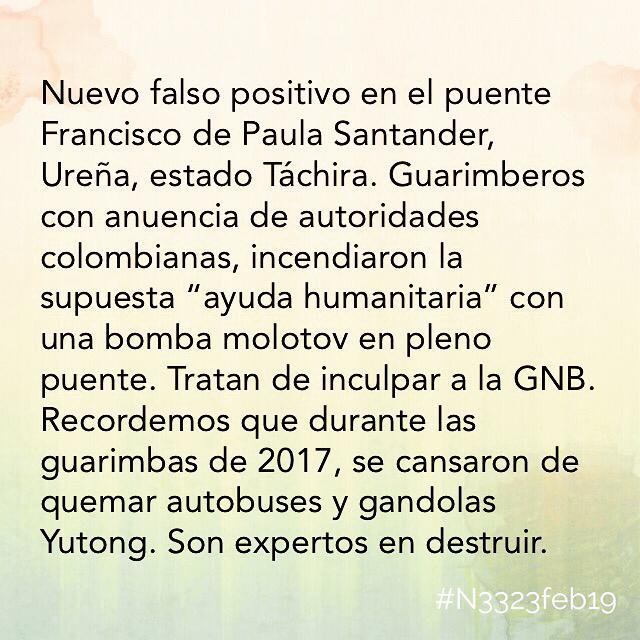 Nuevo falso positivo en el puente
Francisco de Paula Santander,
Ureña, estado Táchira. Guarimberos
con anuencia de autoridades
colombianas, incendiaron la
supuesta “ayuda humanitaria” con
una bomba molotov en pleno
puente. Tratan de inculpar a la GNB.
Recordemos que durante las
guarimbas de 2017, se cansaron de
quemar autobuses y gandolas
Yutong. Son expertos en destruir.
#N3323feb19